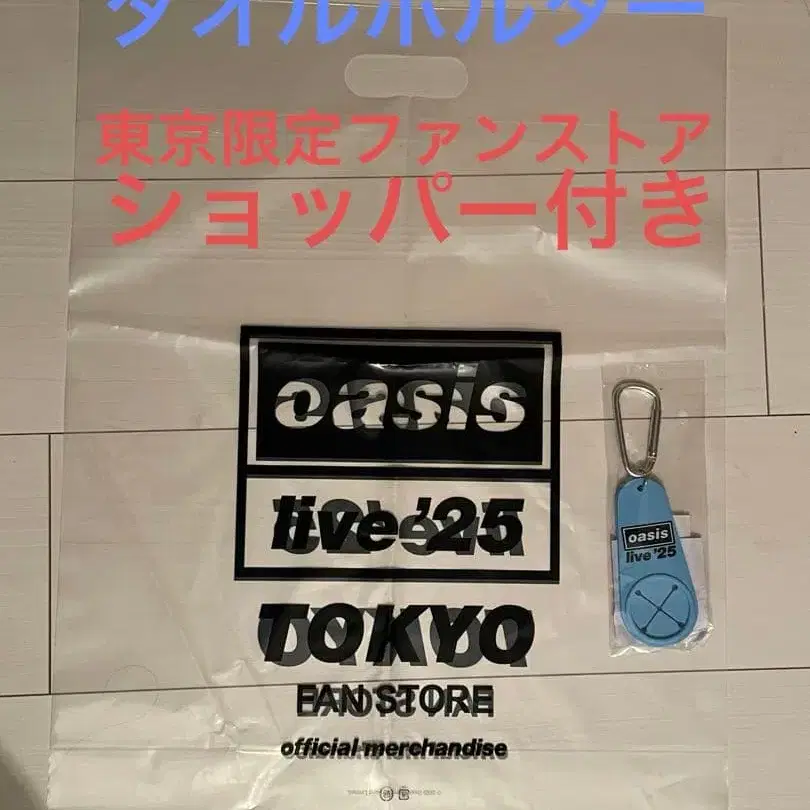 タオルホルダー
東京限定ファンストア
ショッパー付き
oasis
live '25
TOKYO
FAN STORE
official merchandise
oasis
live '25